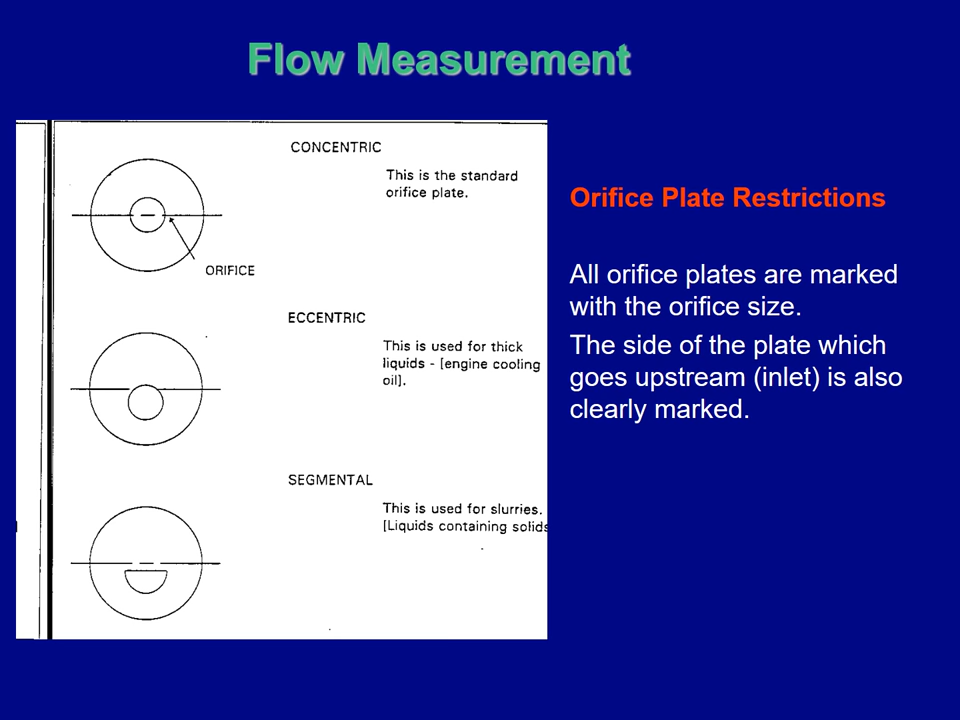 Flow Measurement
CONCENTRIC
This is the standard
orifice plate.
ORIFICE
ECCENTRIC
This is used for thick
liquids - [engine cooling
oil].
SEGMENTAL
This is used for slurries.
[Liquids containing solids
Orifice Plate Restrictions
All orifice plates are marked
with the orifice size.
The side of the plate which
goes upstream (inlet) is also
clearly marked.